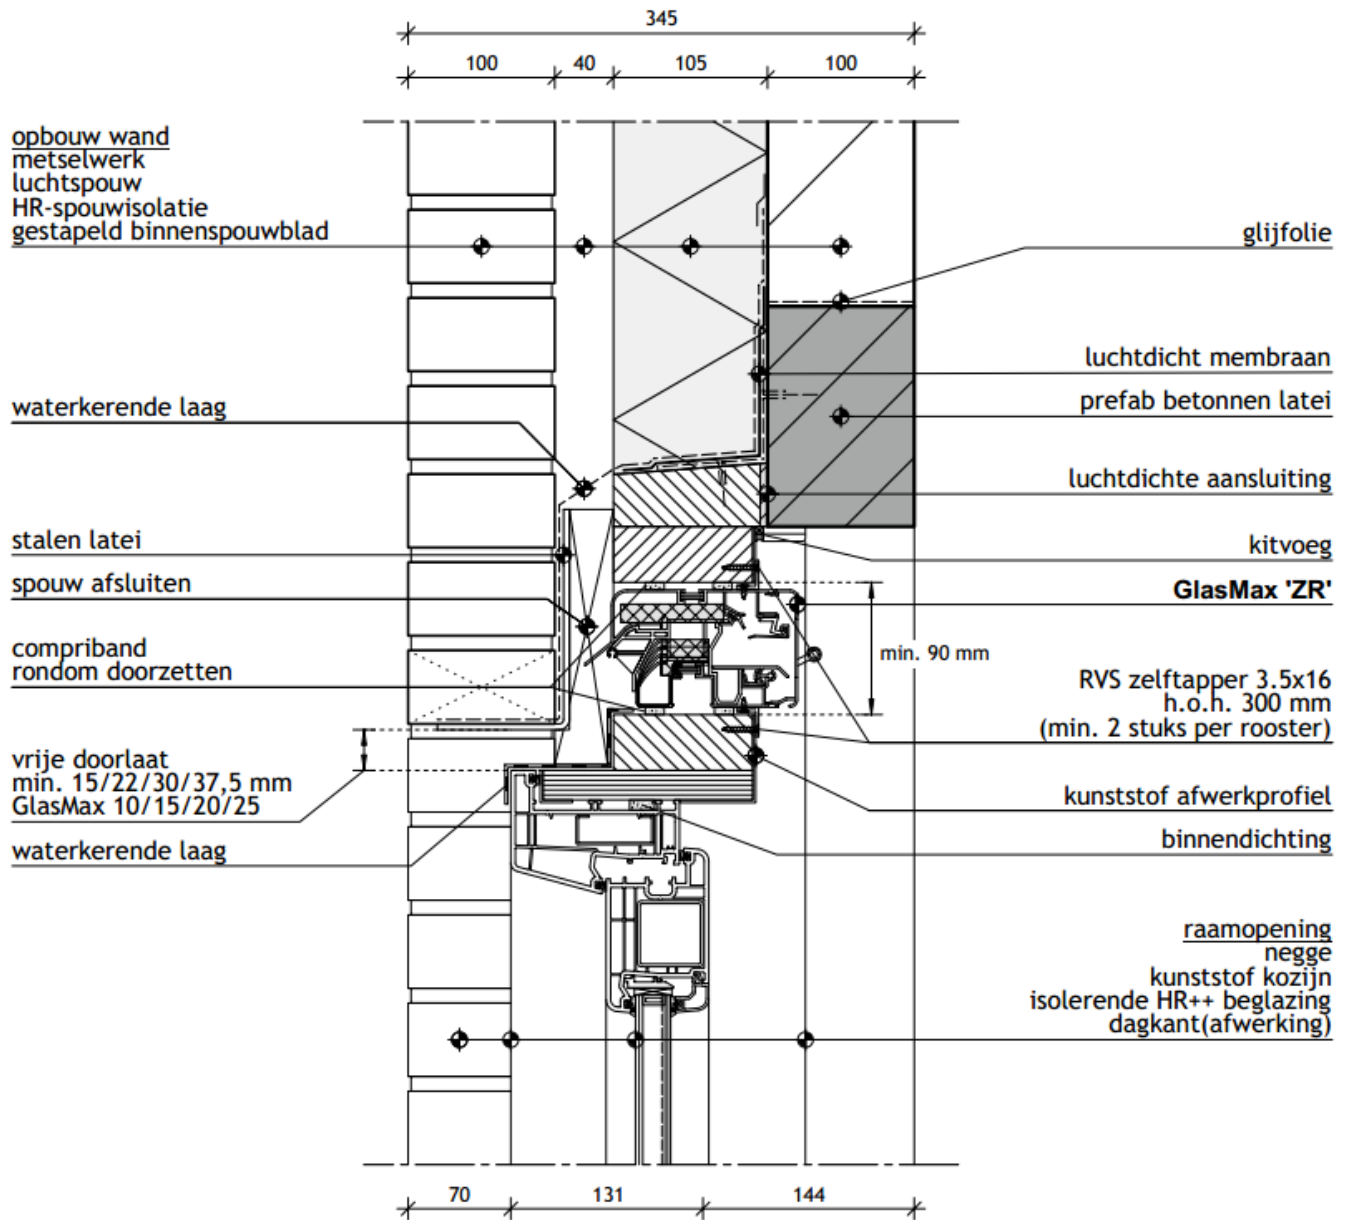 345
100
40
105
100
opbouw wand
metselwerk
luchtspouw
HR-spouwisolatie
gestapeld binnenspouwblad
glijfolie
luchtdicht membraan
waterkerende laag
prefab betonnen latei
luchtdichte aansluiting
stalen latei
kitvoeg
spouw afsluiten
GlasMax 'ZR'
compriband
rondom doorzetten
min. 90 mm
RVS zelftapper 3.5x16
h.o.h. 300 mm
(min. 2 stuks per rooster)
vrije doorlaat
min. 15/22/30/37,5 mm
GlasMax 10/15/20/25
kunststof afwerkprofiel
waterkerende laag
binnendichting
raamopening
negge
kunststof kozijn
isolerende HR++ beglazing
dagkant(afwerking)
70
131
144